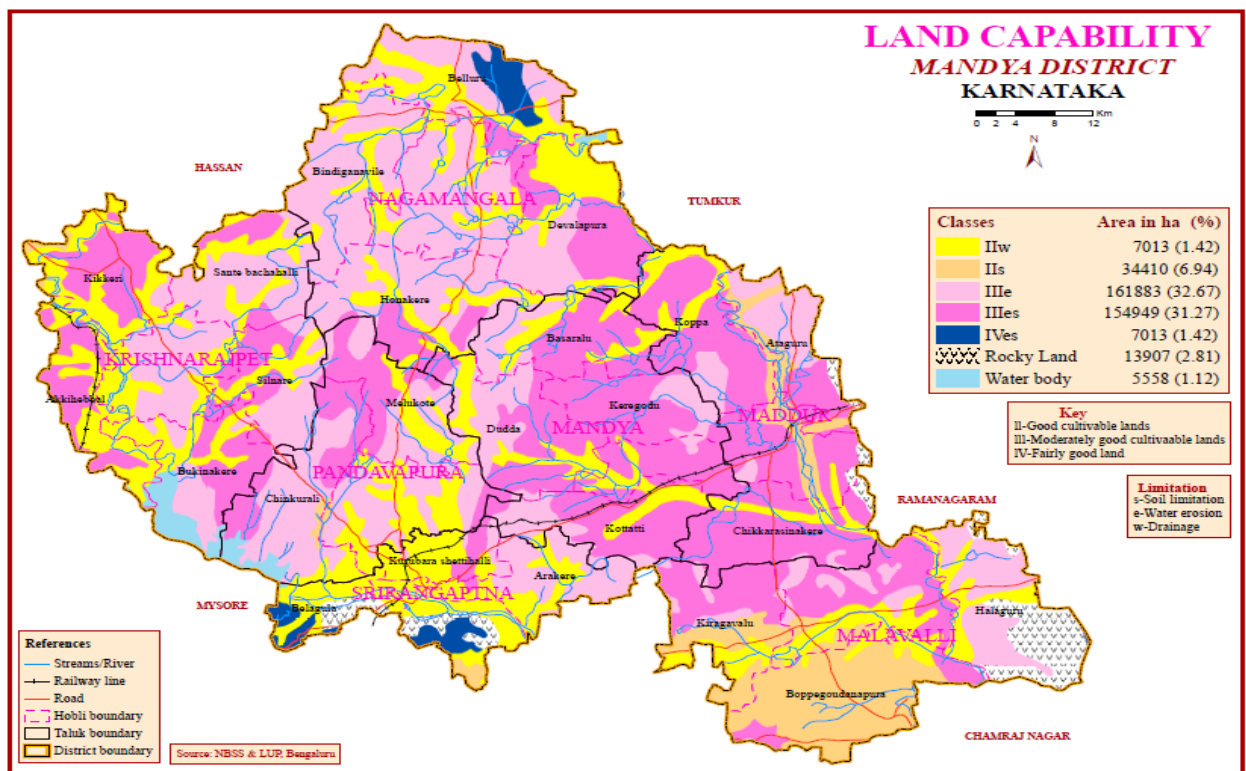 LAND CAPABILITY
MANDYA DISTRICT
KARNATAKA
0 2 4 8 12 Km
N
HASSAN
TUMKUR
RAMANAGARAM
CHAMRAJ NAGAR
MYSORE
Belluru
Bindiganavile
NAGAMANGALA
Devalapura
Kikkeri
Sante bachahalli
Honakere
Koppa
Basaralu
Ataguru
KRISHNARAJPET
Silnare
Akkihebbal
Melukote
Keregodu
MADDUR
Dudda
MANDYA
Bukinakere
PANDAVAPURA
Chinkurali
Kottatti
Chikkarasinakere
Kurubara shettihalli
Arakere
SRIRANGAPTNA
Belagula
Kiragavalu
Halaguru
MALAVALLI
Boppegoudanapura
Classes Area in ha (%)
IIw 7013 (1.42)
IIs 34410 (6.94)
IIIe 161883 (32.67)
IIIes 154949 (31.27)
IVes 7013 (1.42)
Rocky Land 13907 (2.81)
Water body 5558 (1.12)
Key
ll-Good cultivable lands
lll-Moderately good cultivaable lands
lV-Fairly good land
Limitation
s-Soil limitation
e-Water erosion
w-Drainage
References
Streams/River
Railway line
Road
Hobli boundary
Taluk boundary
District boundary
Source: NBSS & LUP, Bengaluru